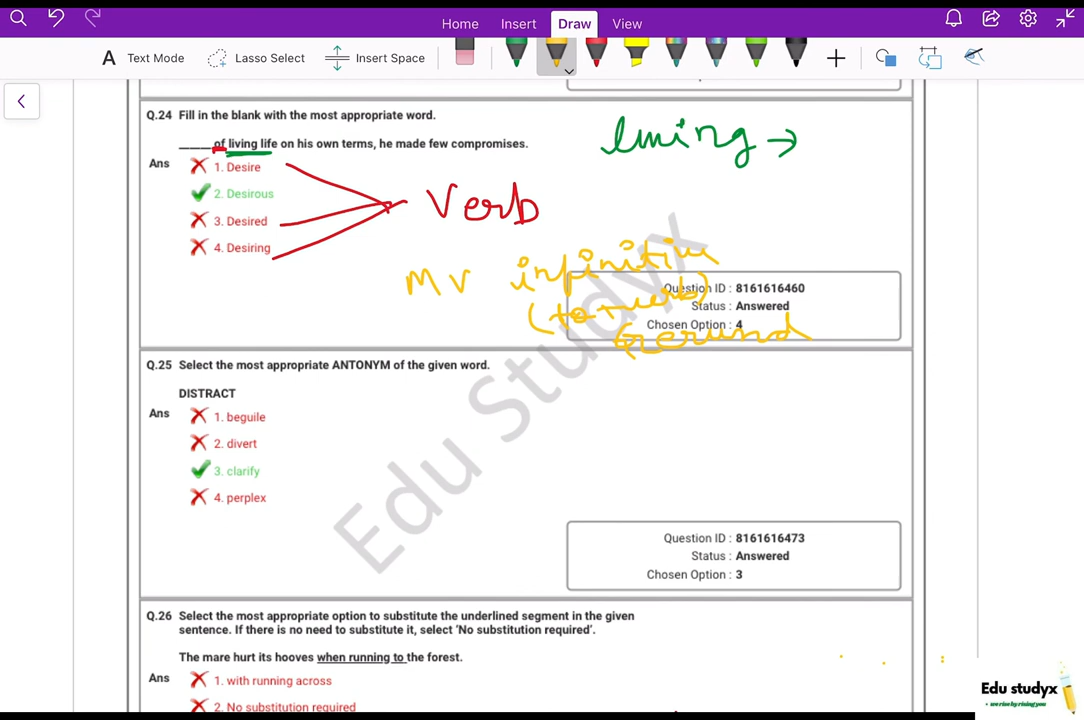 Home Insert Draw View
Text Mode Lasso Select Insert Space
Q.24 Fill in the blank with the most appropriate word.
_____of living life on his own terms, he made few compromises.
Ans 1. Desire
2. Desirous
3. Desired
4. Desiring
Verb
MV infinitive
(to+verb)
Gerund
Question ID : 8161616460
Status : Answered
Chosen Option : 4
Q.25 Select the most appropriate ANTONYM of the given word.
DISTRACT
Ans 1. beguile
2. divert
3. clarify
4. perplex
Question ID : 8161616473
Status : Answered
Chosen Option : 3
Q.26 Select the most appropriate option to substitute the underlined segment in the given
sentence. If there is no need to substitute it, select 'No substitution required'.
The mare hurt its hooves when running to the forest.
Ans 1. with running across
2. No substitution required
Edu Studyx
Edu studyx
we rise by rising you